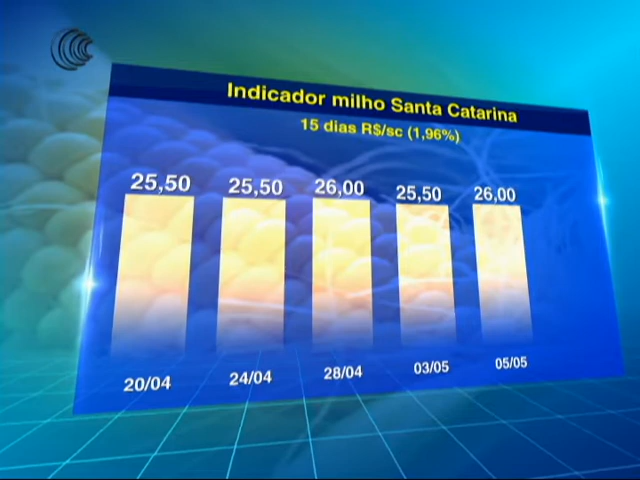 Indicador milho Santa Catarina
15 dias R$/sc (1,96%)
25,50 25,50 26,00 25,50 26,00
20/04 24/04 28/04 03/05 05/05